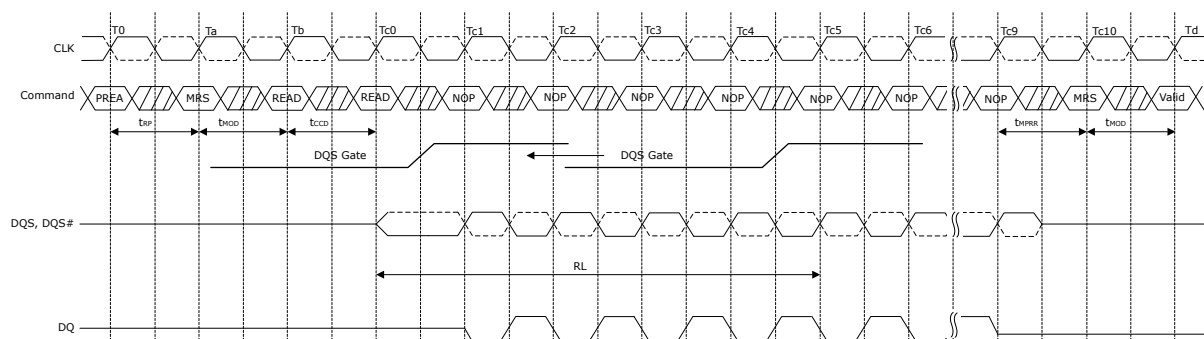 T0 Ta Tb Tc0 Tc1 Tc2 Tc3 Tc4 Tc5 Tc6 Tc9 Tc10 Td
CLK
Command PREA MRS READ READ NOP NOP NOP NOP NOP NOP NOP MRS Valid
tRP tMOD tCCD tMPRR tMOD
DQS Gate DQS Gate
DQS, DQS#
RL
DQ